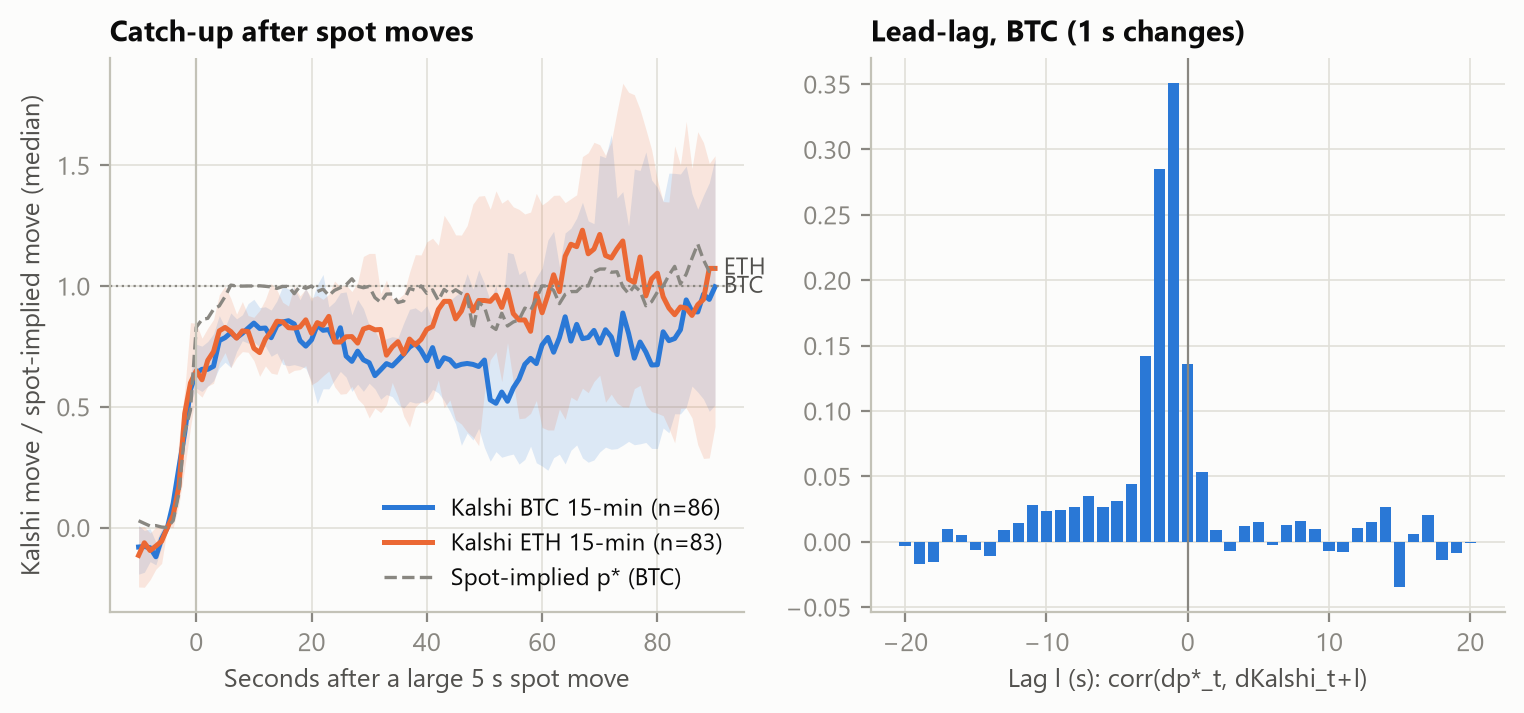 Catch-up after spot moves
Kalshi move / spot-implied move (median)
1.5
1.0
0.5
0.0
ETH
BTC
Kalshi BTC 15-min (n=86)
Kalshi ETH 15-min (n=83)
Spot-implied p* (BTC)
0 20 40 60 80
Seconds after a large 5 s spot move
Lead-lag, BTC (1 s changes)
0.35
0.30
0.25
0.20
0.15
0.10
0.05
0.00
−0.05
−20 −10 0 10 20
Lag l (s): corr(dp*_t, dKalshi_t+l)